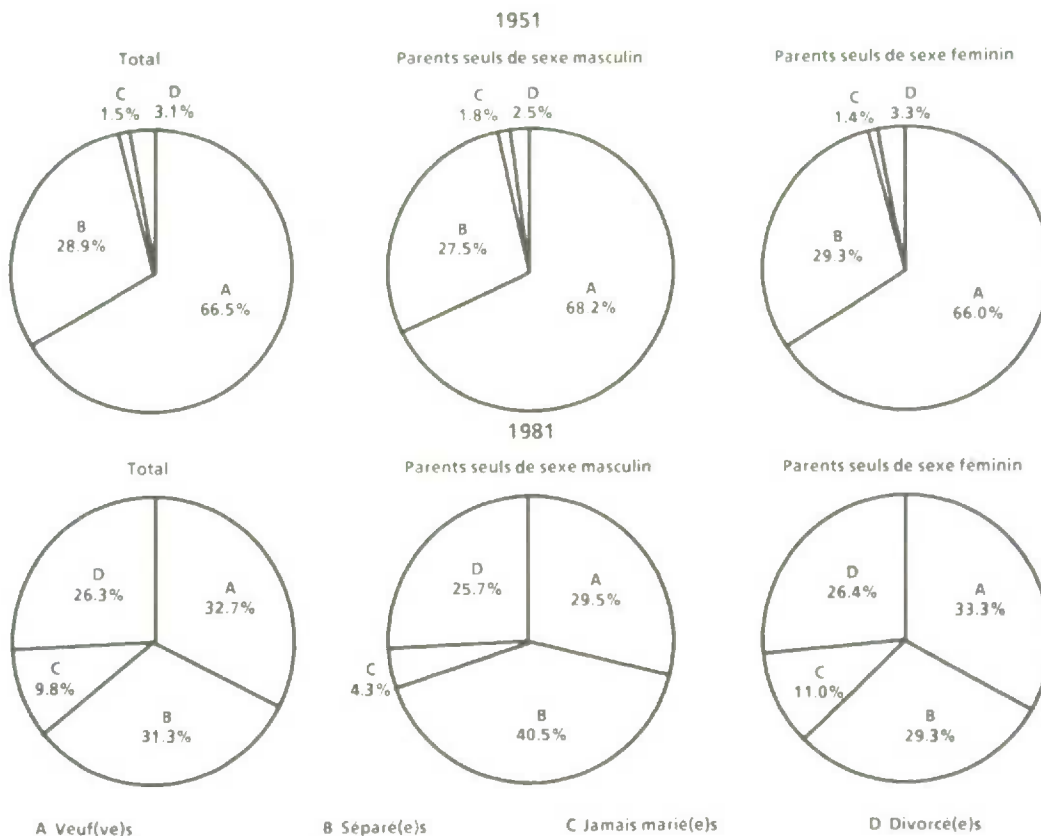 1951
Total
Parents seuls de sexe masculin
Parents seuls de sexe feminin
C
1.5%
D
3.1%
B
28.9%
A
66.5%
C
1.8%
D
2.5%
B
27.5%
A
68.2%
C
1.4%
D
3.3%
B
29.3%
A
66.0%
1981
Total
Parents seuls de sexe masculin
Parents seuls de sexe féminin
D
26.3%
A
32.7%
C
9.8%
B
31.3%
D
25.7%
A
29.5%
C
4.3%
B
40.5%
D
26.4%
A
33.3%
C
11.0%
B
29.3%
A Veuf(ve)s B Séparé(e)s C Jamais marié(e)s D Divorcé(e)s